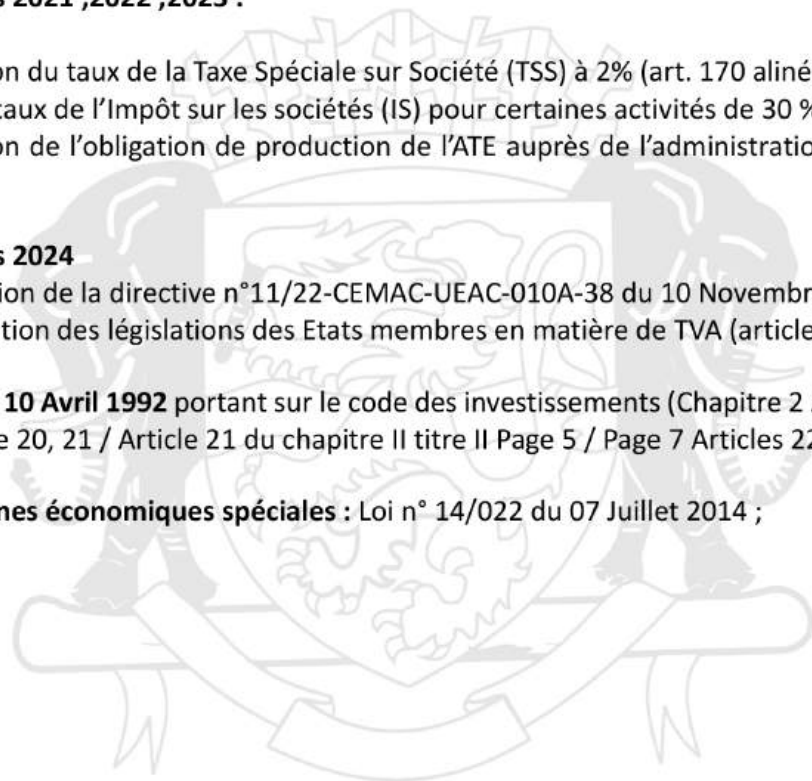 s 2021 ,2022 ,2023 :
on du taux de la Taxe Spéciale sur Société (TSS) à 2% (art. 170 aliné
taux de l'Impôt sur les sociétés (IS) pour certaines activités de 30 %
on de l'obligation de production de l'ATE auprès de l'administratio
s 2024
ion de la directive n°11/22-CEMAC-UEAC-010A-38 du 10 Novembr
tion des législations des Etats membres en matière de TVA (article
10 Avril 1992 portant sur le code des investissements (Chapitre 2
e 20, 21 / Article 21 du chapitre II titre II Page 5 / Page 7 Articles 22
nes économiques spéciales : Loi n° 14/022 du 07 Juillet 2014 ;